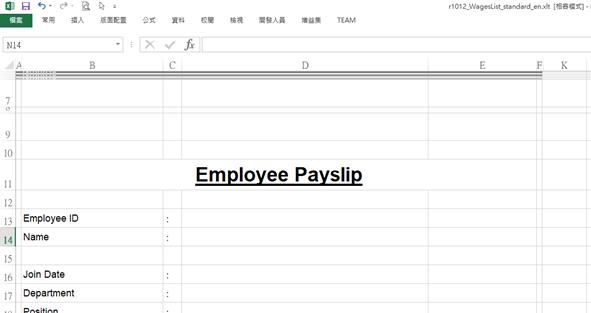 r1012_WagesList_standard_en.xlt [相容模式] -
檔案 常用 插入 版面配置 公式 資料 校閱 檢視 開發人員 增益集 TEAM
N14 fx
A B C D E F K
7
9
10
11 Employee Payslip
12
13 Employee ID :
14 Name :
15
16 Join Date :
17 Department :
Position :